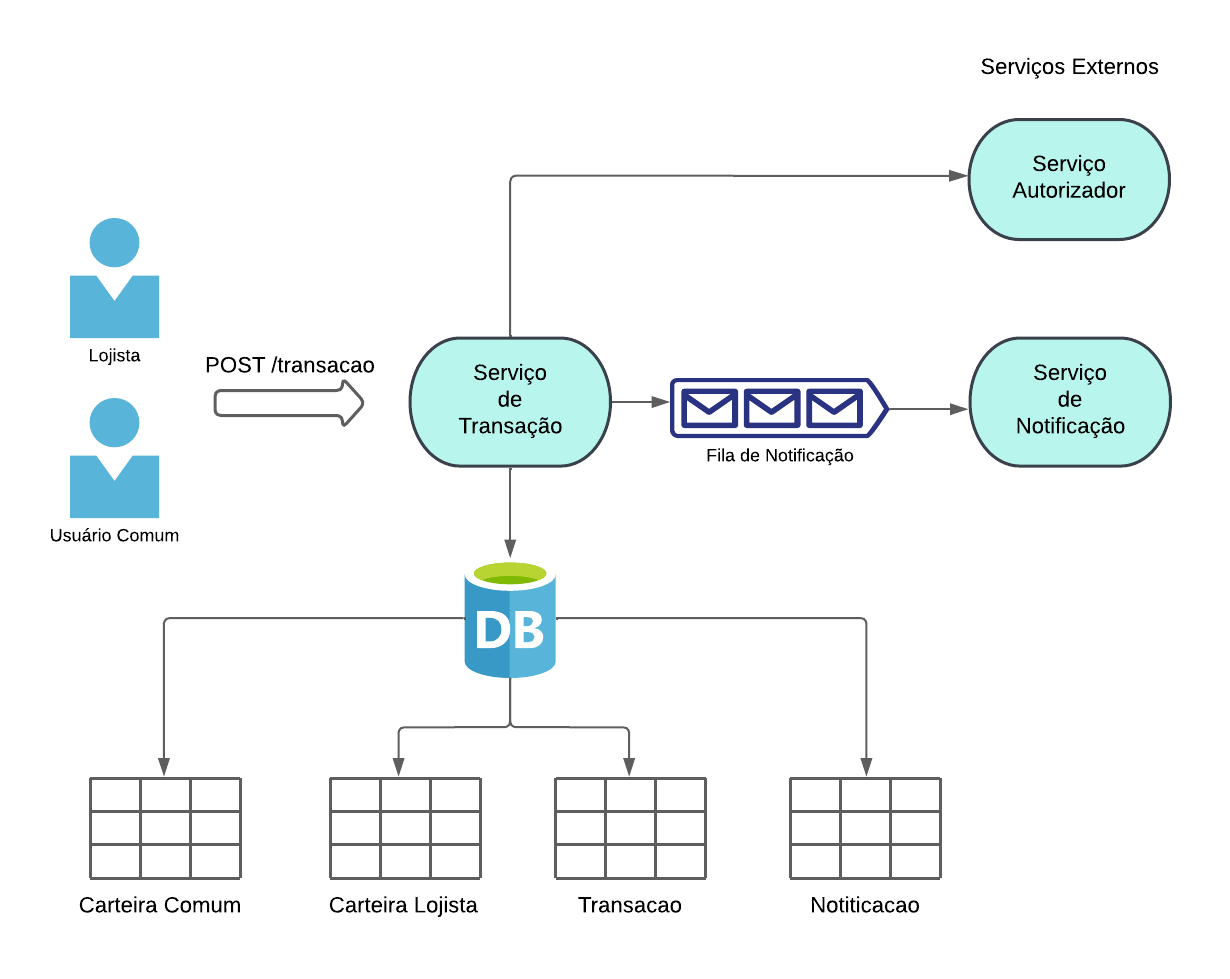 Serviços Externos
Serviço
Autorizador
Lojista
POST /transacao
Serviço
de
Transação
Fila de Notificação
Serviço
de
Notificação
Usuário Comum
DB
Carteira Comum
Carteira Lojista
Transacao
Notiticacao